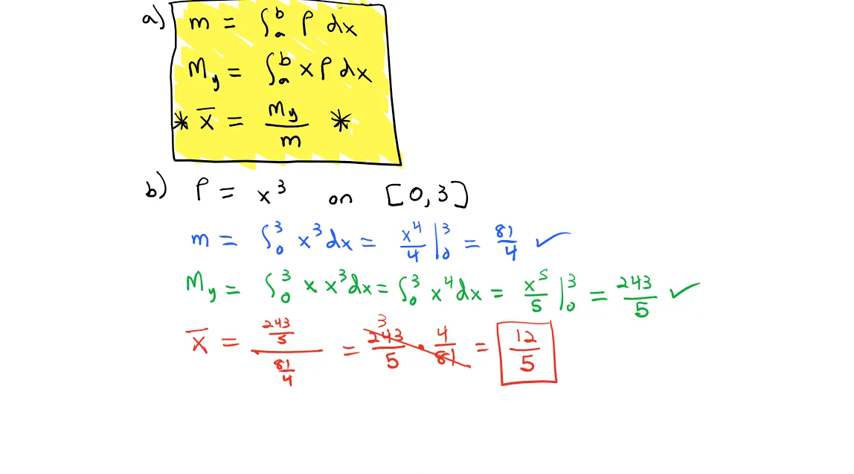 a) m = ∫ₐᵇ ρ dx
M_y = ∫ₐᵇ x ρ dx
* x̄ = M_y/m *
b) ρ = x³ on [0,3]
m = ∫₀³ x³ dx = x⁴/4 |₀³ = 81/4 ✓
M_y = ∫₀³ x x³ dx = ∫₀³ x⁴ dx = x⁵/5 |₀³ = 243/5 ✓
x̄ = (243/5)/(81/4) = 3 243/5 · 4/81 = 12/5